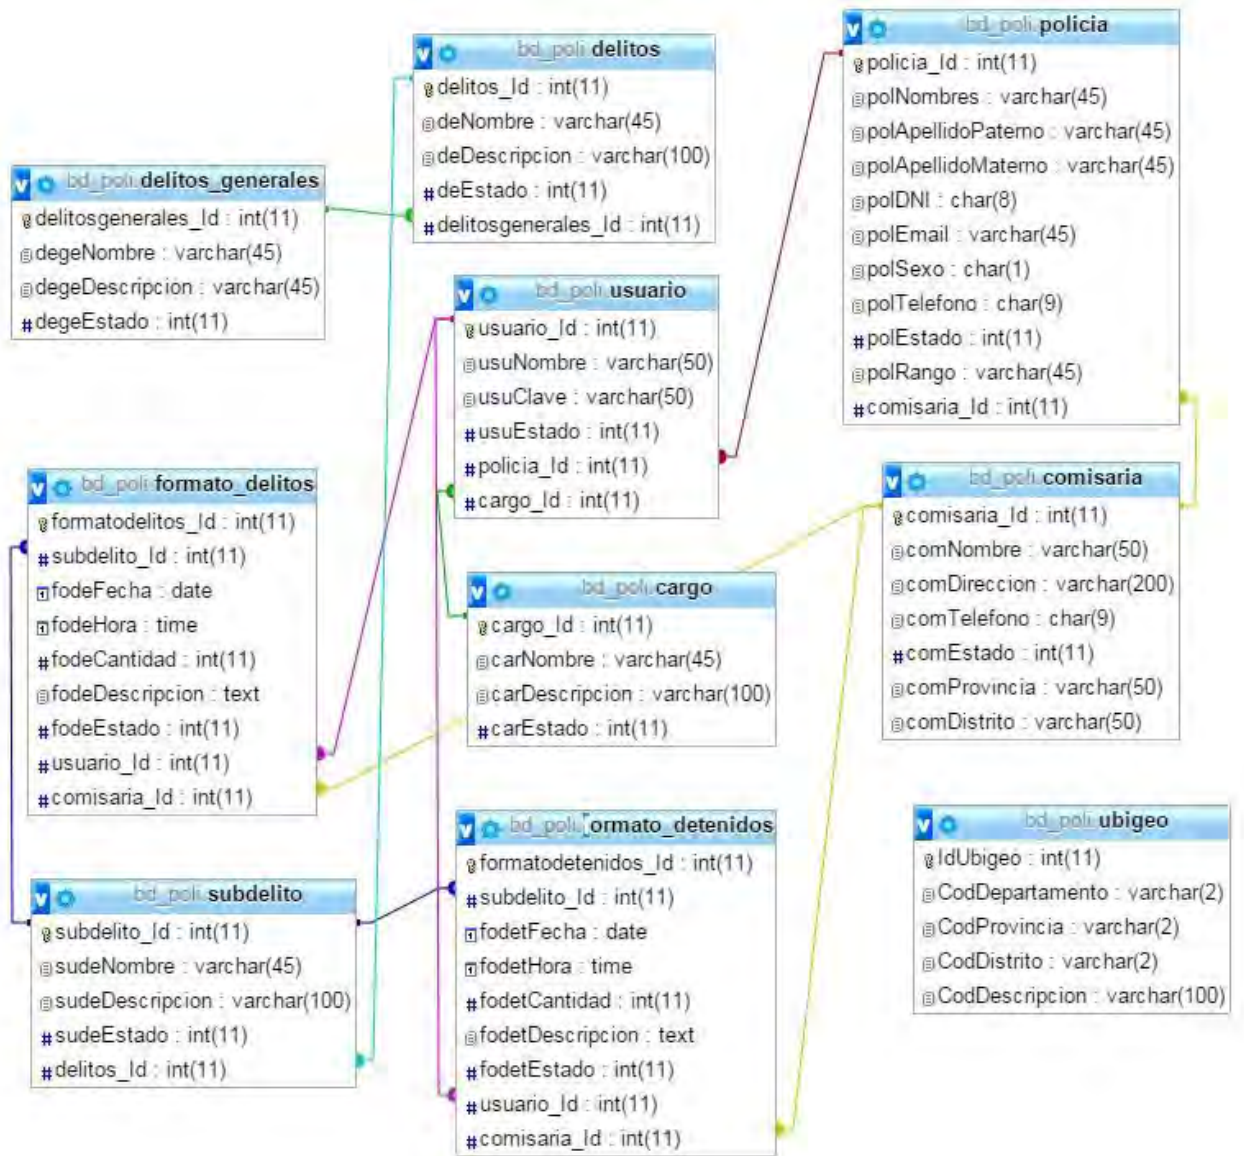 bd_poli.delitos
delitos_Id : int(11)
deNombre : varchar(45)
deDescripcion : varchar(100)
deEstado : int(11)
delitosgenerales_Id : int(11)
bd_poli.policia
policia_Id : int(11)
polNombres : varchar(45)
polApellidoPaterno : varchar(45)
polApellidoMaterno : varchar(45)
polDNI : char(8)
polEmail : varchar(45)
polSexo : char(1)
polTelefono : char(9)
polEstado : int(11)
polRango : varchar(45)
comisaria_Id : int(11)
bd_poli.delitos_generales
delitosgenerales_Id : int(11)
degeNombre : varchar(45)
degeDescripcion : varchar(45)
degeEstado : int(11)
bd_poli.usuario
usuario_Id : int(11)
usuNombre : varchar(50)
usuClave : varchar(50)
usuEstado : int(11)
policia_Id : int(11)
cargo_Id : int(11)
bd_poli.formato_delitos
formatodelitos_Id : int(11)
subdelito_Id : int(11)
fodeFecha : date
fodeHora : time
fodeCantidad : int(11)
fodeDescripcion : text
fodeEstado : int(11)
usuario_Id : int(11)
comisaria_Id : int(11)
bd_poli.comisaria
comisaria_Id : int(11)
comNombre : varchar(50)
comDireccion : varchar(200)
comTelefono : char(9)
comEstado : int(11)
comProvincia : varchar(50)
comDistrito : varchar(50)
bd_poli.cargo
cargo_Id : int(11)
carNombre : varchar(45)
carDescripcion : varchar(100)
carEstado : int(11)
bd_poli.formato_detenidos
formatodetenidos_Id : int(11)
subdelito_Id : int(11)
fodetFecha : date
fodetHora : time
fodetCantidad : int(11)
fodetDescripcion : text
fodetEstado : int(11)
usuario_Id : int(11)
comisaria_Id : int(11)
bd_poli.subdelito
subdelito_Id : int(11)
sudeNombre : varchar(45)
sudeDescripcion : varchar(100)
sudeEstado : int(11)
delitos_Id : int(11)
bd_poli.ubigeo
IdUbigeo : int(11)
CodDepartamento : varchar(2)
CodProvincia : varchar(2)
CodDistrito : varchar(2)
CodDescripcion : varchar(100)